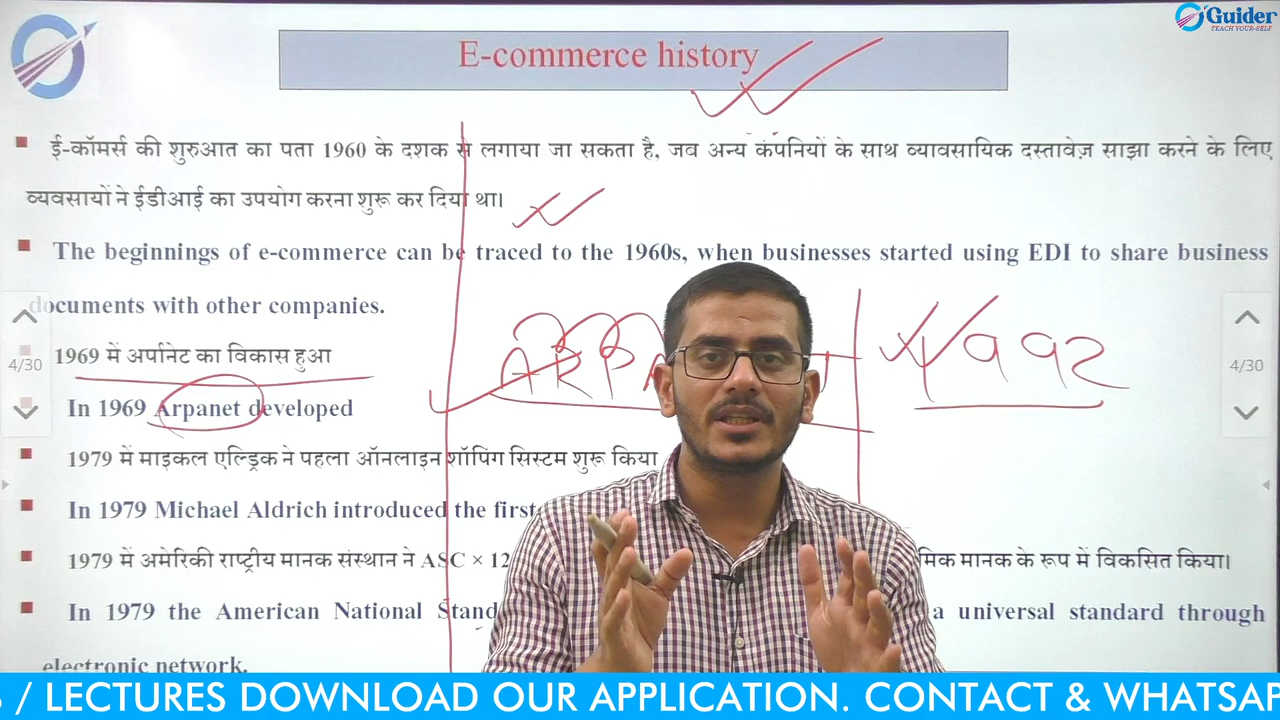 Guider
TEACH YOUR-SELF
E-commerce history
ई-कॉमर्स की शुरुआत का पता 1960 के दशक से लगाया जा सकता है, जब अन्य कंपनियों के साथ व्यावसायिक दस्तावेज़ साझा करने के लिए
व्यवसायों ने ईडीआई का उपयोग करना शुरू कर दिया था।
The beginnings of e-commerce can be traced to the 1960s, when businesses started using EDI to share business
documents with other companies.
1969 में अर्पानेट का विकास हुआ
4/30
4/30
In 1969 Arpanet developed
1979 में माइकल एल्ड्रिक ने पहला ऑनलाइन शॉपिंग सिस्टम शुरू किया
In 1979 Michael Aldrich introduced the first
1979 में अमेरिकी राष्ट्रीय मानक संस्थान ने ASC × 12 मिक मानक के रूप में विकसित किया।
In 1979 the American National Stand a universal standard through
electronic network.
/ LECTURES DOWNLOAD OUR APPLICATION. CONTACT & WHATSAP